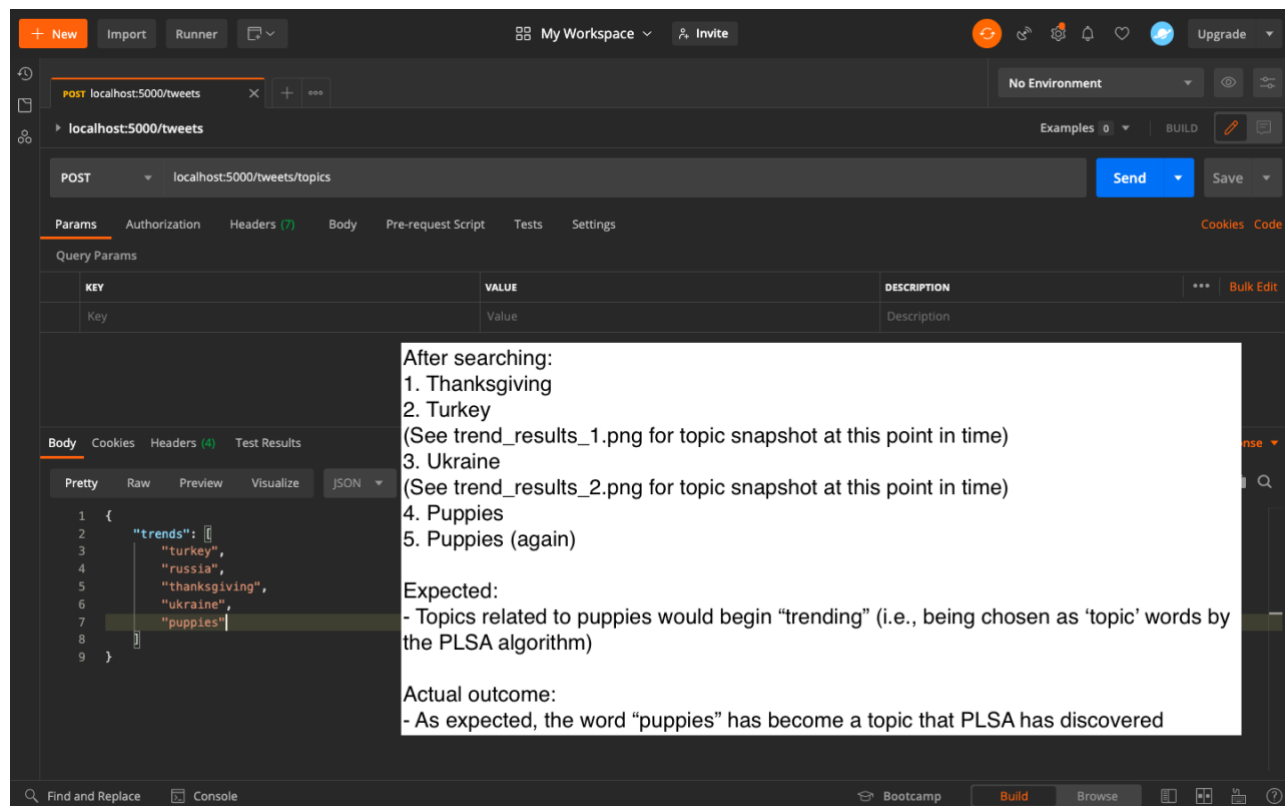 + New Import Runner My Workspace Invite Upgrade
POST localhost:5000/tweets No Environment
localhost:5000/tweets Examples 0 BUILD
POST localhost:5000/tweets/topics Send Save
Params Authorization Headers (7) Body Pre-request Script Tests Settings Cookies Code
Query Params
KEY VALUE DESCRIPTION ••• Bulk Edit
Key Value Description
After searching:
1. Thanksgiving
2. Turkey
(See trend_results_1.png for topic snapshot at this point in time)
3. Ukraine
(See trend_results_2.png for topic snapshot at this point in time)
4. Puppies
5. Puppies (again)
Expected:
- Topics related to puppies would begin “trending” (i.e., being chosen as ‘topic’ words by
the PLSA algorithm)
Actual outcome:
- As expected, the word “puppies” has become a topic that PLSA has discovered
Body Cookies Headers (4) Test Results nse
Pretty Raw Preview Visualize JSON
1 {
2 "trends": [
3 "turkey",
4 "russia",
5 "thanksgiving",
6 "ukraine",
7 "puppies"
8 ]
9 }
Find and Replace Console Bootcamp Build Browse